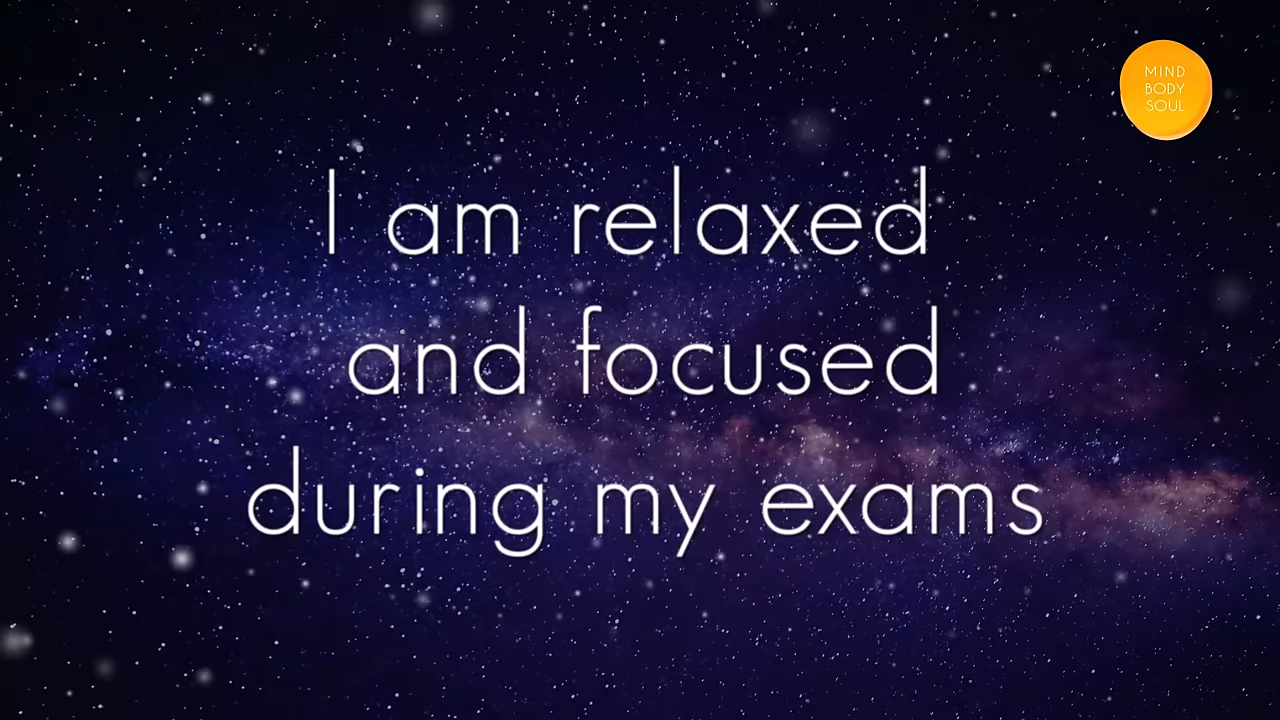 MIND
BODY
SOUL
I am relaxed
and focused
during my exams